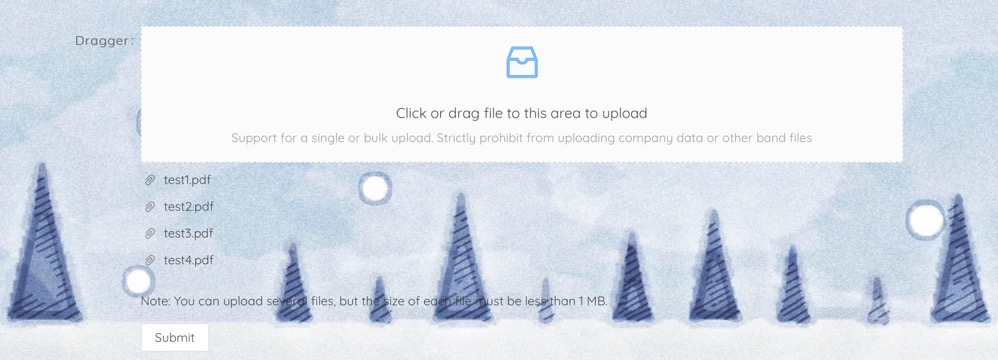 Dragger:
Click or drag file to this area to upload
Support for a single or bulk upload. Strictly prohibit from uploading company data or other band files
test1.pdf
test2.pdf
test3.pdf
test4.pdf
Note: You can upload several files, but the size of each file must be less than 1 MB.
Submit